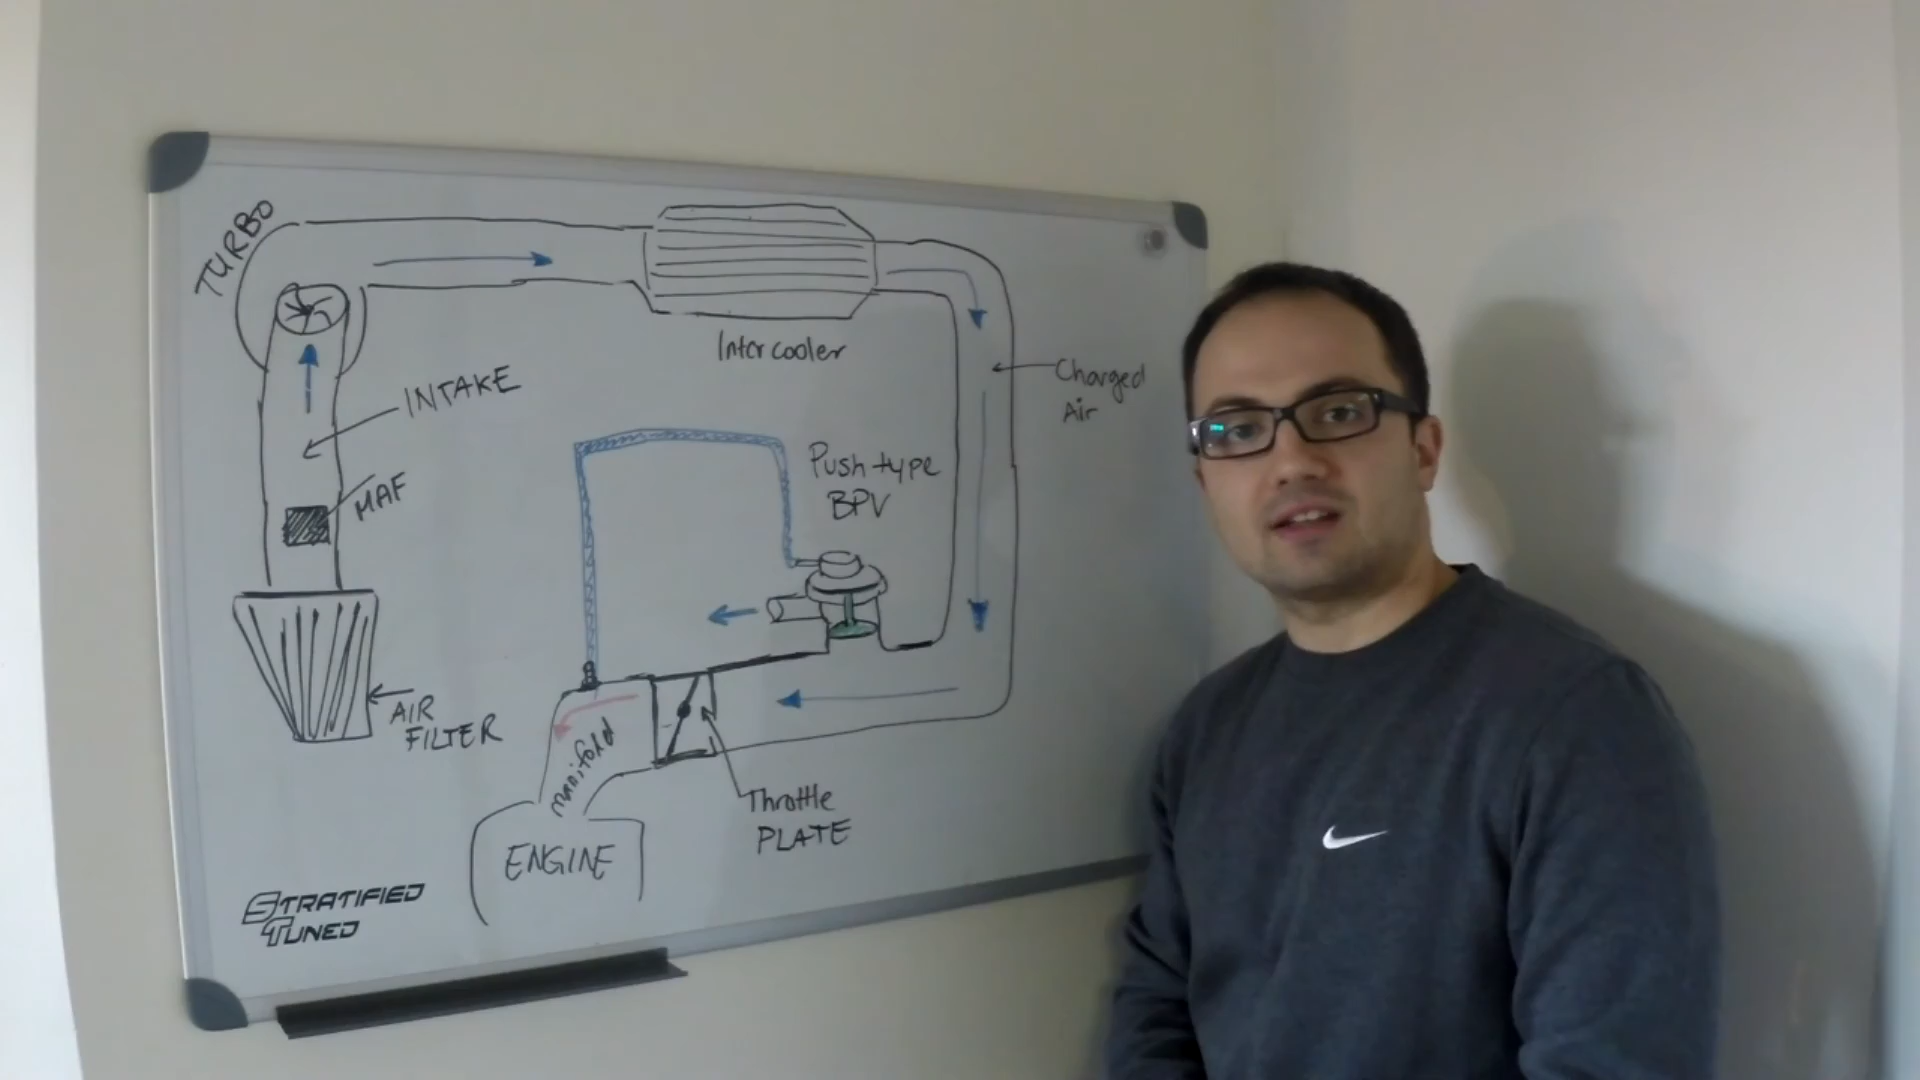 TURBO
Intercooler
INTAKE
Charged
Air
MAF
Push type
BPV
AIR
FILTER
manifold
Throttle
PLATE
ENGINE
STRATIFIED
TUNED